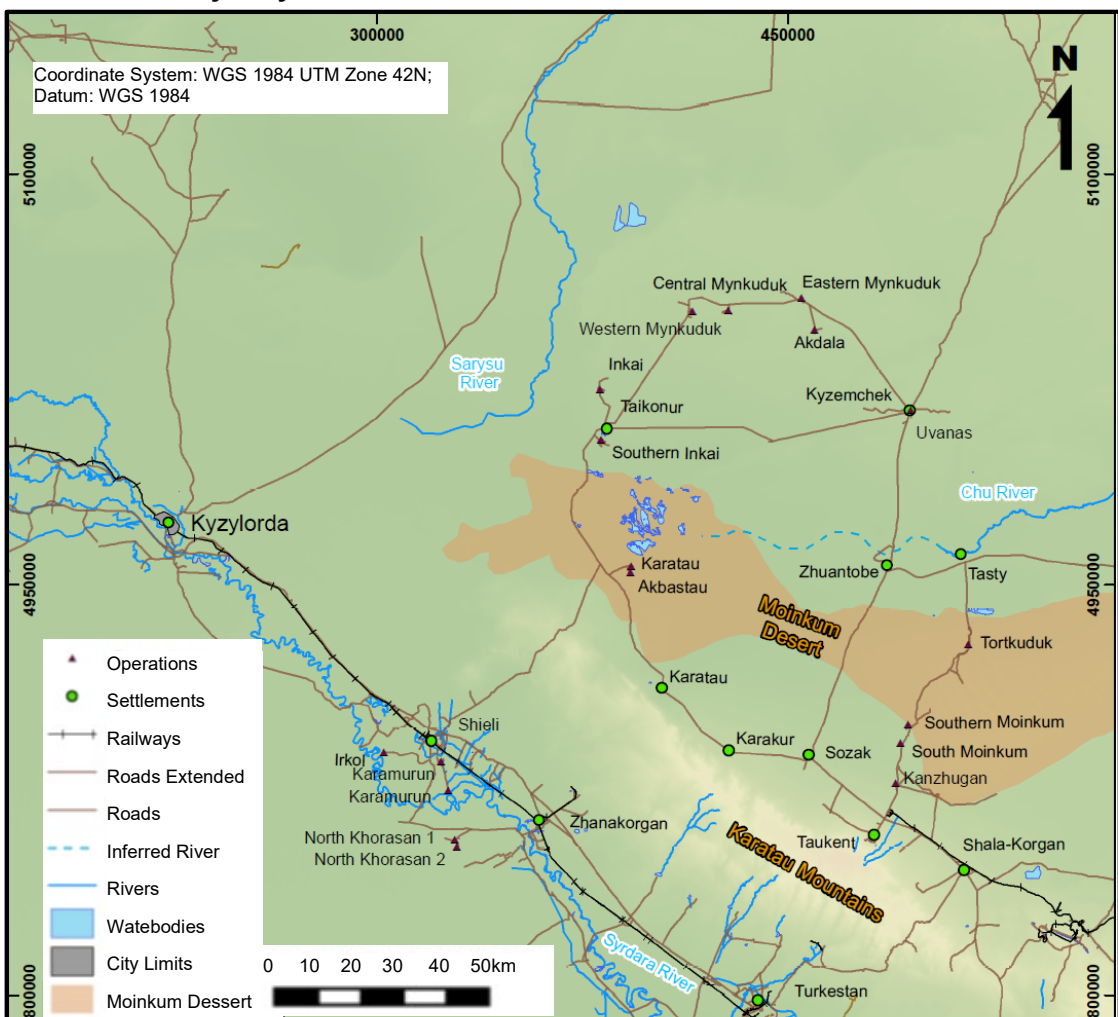 300000
450000
Coordinate System: WGS 1984 UTM Zone 42N;
Datum: WGS 1984
N
5100000
5100000
Central Mynkuduk
Eastern Mynkuduk
Western Mynkuduk
Akdala
Sarysu
River
Inkai
Taikonur
Kyzemchek
Uvanas
Southern Inkai
Chu River
Kyzylorda
Karatau
Akbastau
Zhuantobe
Tasty
4950000
4950000
Moinkum
Desert
Tortkuduk
Karatau
Southern Moinkum
Shieli
Karakur
Sozak
South Moinkum
Irkol
Karamurun
Kanzhugan
Karamurun
Zhanakorgan
North Khorasan 1
North Khorasan 2
Taukent
Shala-Korgan
Karatau Mountains
Syrdara River
Turkestan
Operations
Settlements
Railways
Roads Extended
Roads
Inferred River
Rivers
Watebodies
City Limits
Moinkum Dessert
0 10 20 30 40 50km
800000
800000